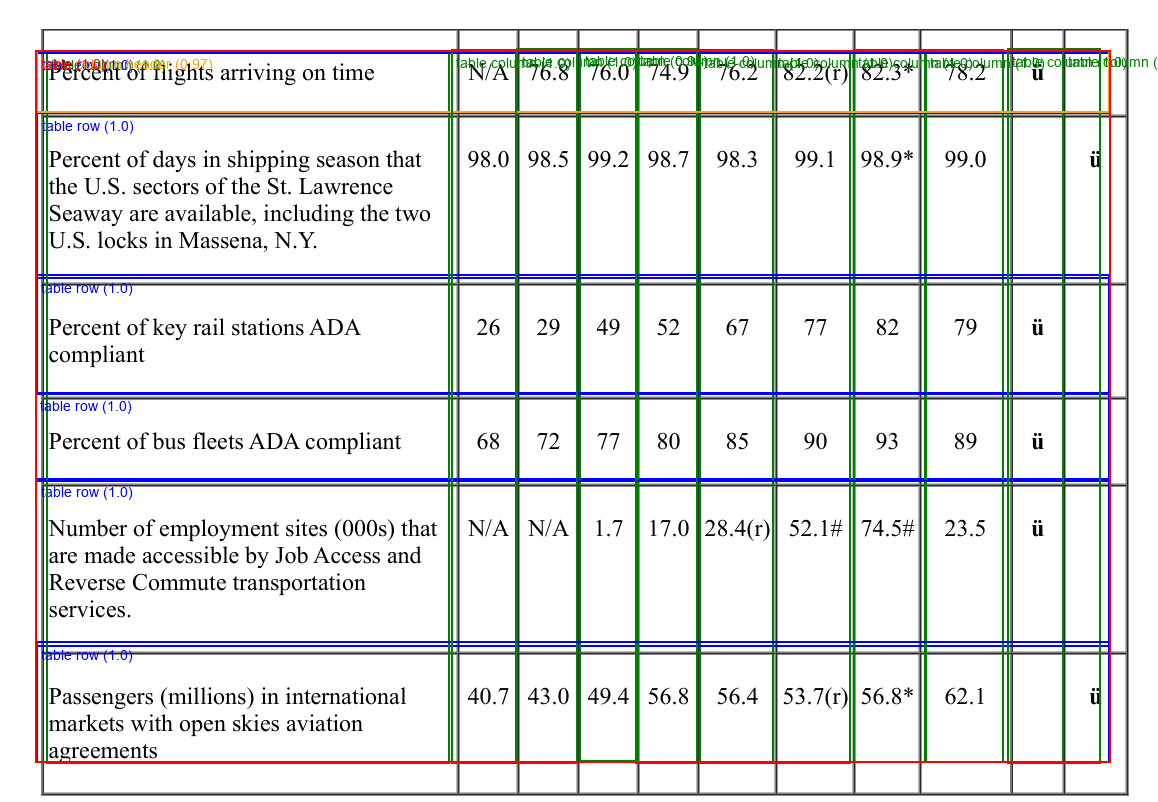 Percent of flights arriving on time N/A 76.8 76.0 74.9 76.2 82.2(r) 82.3* 78.2 ü
table row (1.0)
Percent of days in shipping season that 98.0 98.5 99.2 98.7 98.3 99.1 98.9* 99.0 ü
the U.S. sectors of the St. Lawrence
Seaway are available, including the two
U.S. locks in Massena, N.Y.
table row (1.0)
Percent of key rail stations ADA 26 29 49 52 67 77 82 79 ü
compliant
table row (1.0)
Percent of bus fleets ADA compliant 68 72 77 80 85 90 93 89 ü
table row (1.0)
Number of employment sites (000s) that N/A N/A 1.7 17.0 28.4(r) 52.1# 74.5# 23.5 ü
are made accessible by Job Access and
Reverse Commute transportation
services.
table row (1.0)
Passengers (millions) in international 40.7 43.0 49.4 56.8 56.4 53.7(r) 56.8* 62.1 ü
markets with open skies aviation
agreements